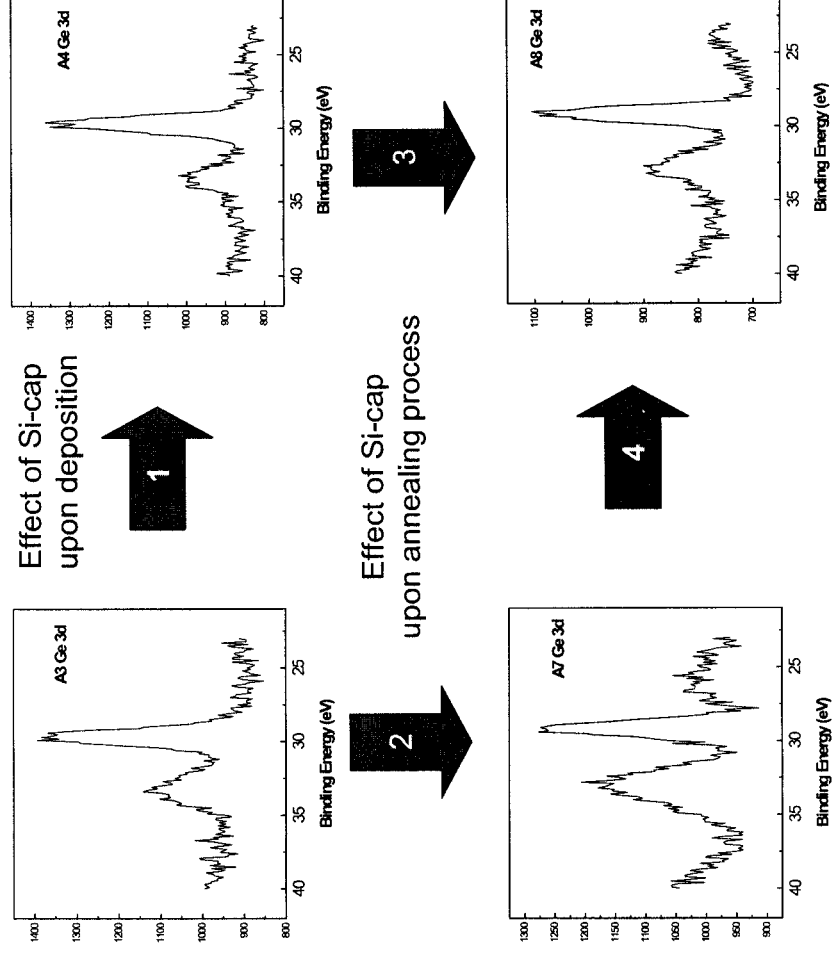 A3 Ge 3d
1400
1300
1200
1100
1000
900
800
40 35 30 25
Binding Energy (eV)
Effect of Si-cap
upon deposition
1
A4 Ge 3d
1400
1300
1200
1100
1000
900
800
40 35 30 25
Binding Energy (eV)
2
Effect of Si-cap
upon annealing process
3
A7 Ge 3d
1300
1250
1200
1150
1100
1050
1000
950
900
40 35 30 25
Binding Energy (eV)
4
A8 Ge 3d
1100
1000
900
800
700
40 35 30 25
Binding Energy (eV)